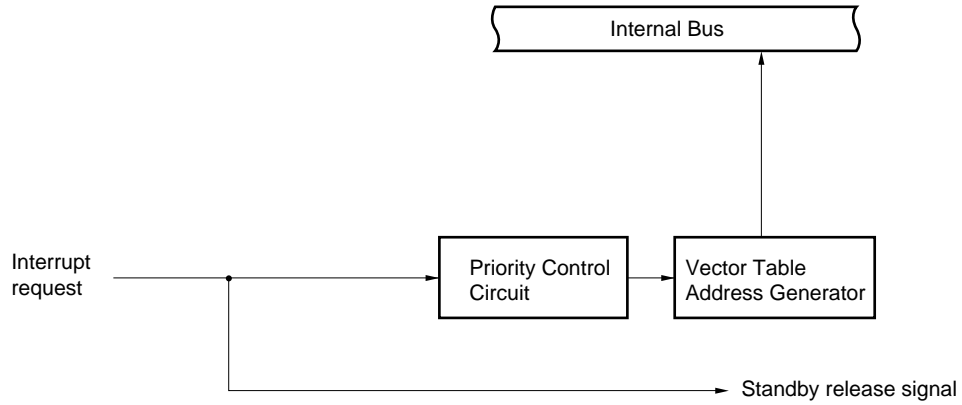 Internal Bus
Interrupt
request
Priority Control
Circuit
Vector Table
Address Generator
Standby release signal